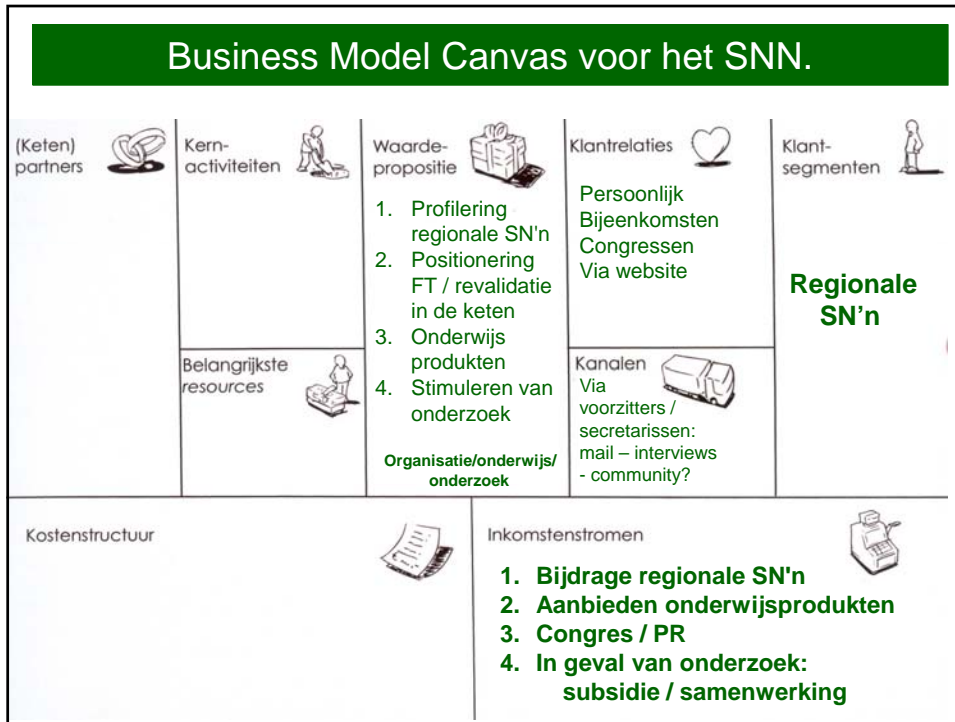 Business Model Canvas voor het SNN.
(Keten)
partners
Kern-
activiteiten
Belangrijkste
resources
Waarde-
propositie
1. Profilering
regionale SN'n
2. Positionering
FT / revalidatie
in de keten
3. Onderwijs
produkten
4. Stimuleren van
onderzoek
Organisatie/onderwijs/
onderzoek
Klantrelaties
Persoonlijk
Bijeenkomsten
Congressen
Via website
Kanalen
Via
voorzitters /
secretarissen:
mail – interviews
- community?
Klant-
segmenten
Regionale
SN’n
Kostenstructuur
Inkomstenstromen
1. Bijdrage regionale SN'n
2. Aanbieden onderwijsprodukten
3. Congres / PR
4. In geval van onderzoek:
subsidie / samenwerking